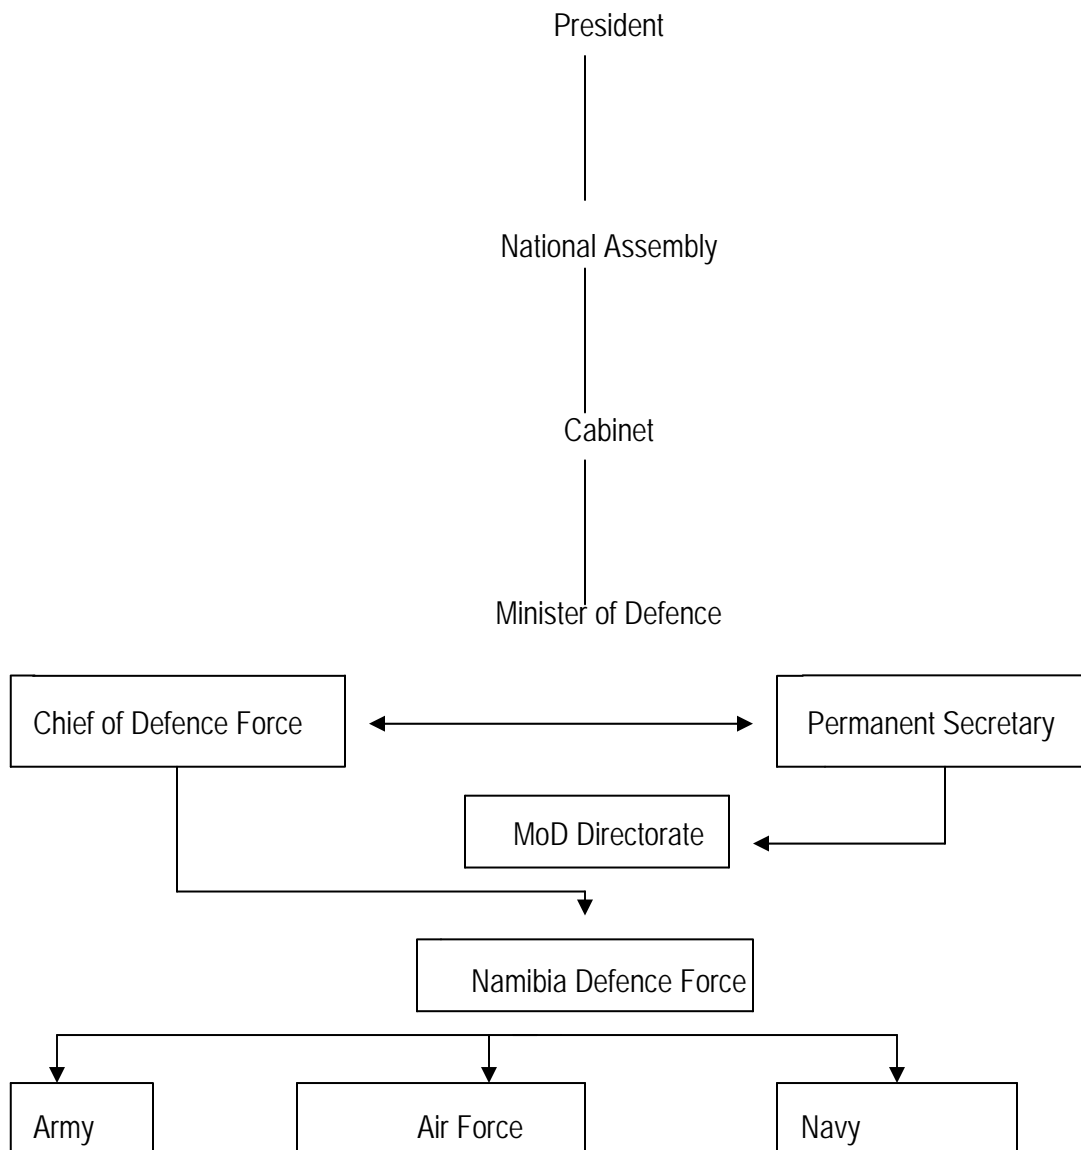 President
National Assembly
Cabinet
Minister of Defence
Chief of Defence Force
Permanent Secretary
MoD Directorate
Namibia Defence Force
Army
Air Force
Navy